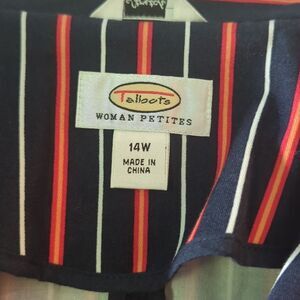 Talbots
WOMAN PETITES
14W
MADE IN
CHINA